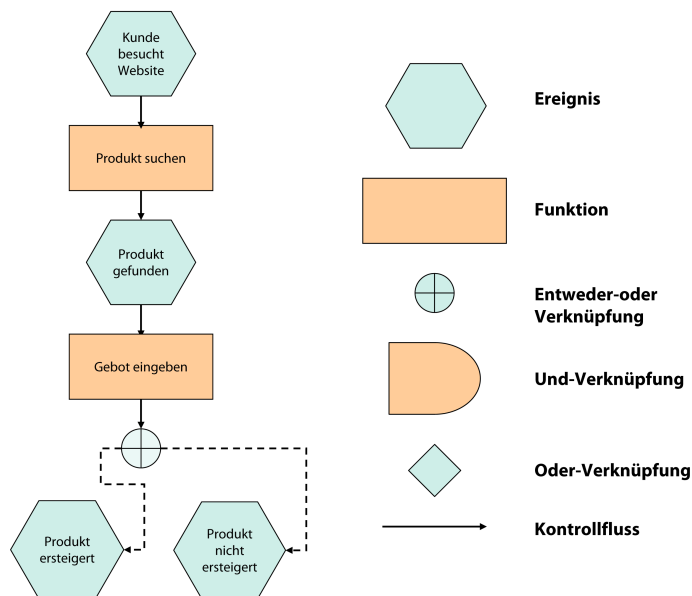 Kunde
besucht
Website
Produkt suchen
Produkt
gefunden
Gebot eingeben
Produkt
ersteigert
Produkt
nicht
ersteigert
Ereignis
Funktion
Entweder-oder
Verknüpfung
Und-Verknüpfung
Oder-Verknüpfung
Kontrollfluss